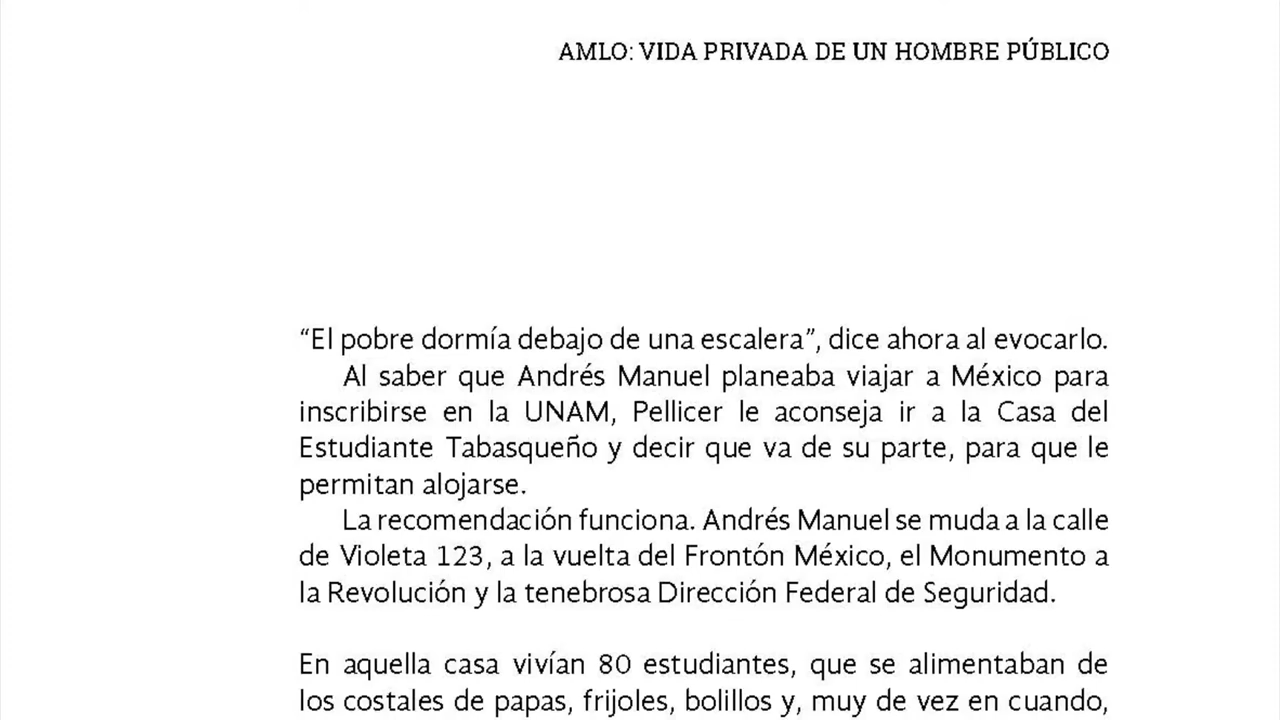 AMLO: VIDA PRIVADA DE UN HOMBRE PÚBLICO
“El pobre dormía debajo de una escalera”, dice ahora al evocarlo.
Al saber que Andrés Manuel planeaba viajar a México para
inscribirse en la UNAM, Pellicer le aconseja ir a la Casa del
Estudiante Tabasqueño y decir que va de su parte, para que le
permitan alojarse.
La recomendación funciona. Andrés Manuel se muda a la calle
de Violeta 123, a la vuelta del Frontón México, el Monumento a
la Revolución y la tenebrosa Dirección Federal de Seguridad.
En aquella casa vivían 80 estudiantes, que se alimentaban de
los costales de papas, frijoles, bolillos y, muy de vez en cuando,